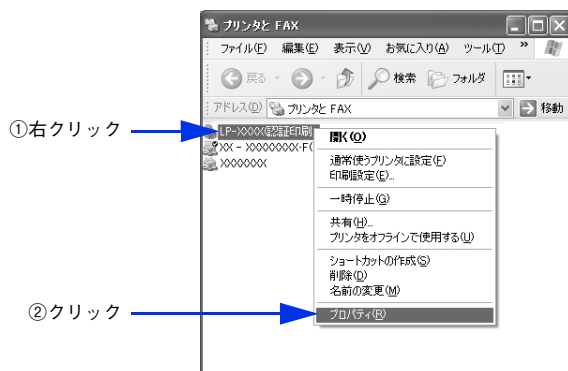 プリンタと FAX
ファイル(F) 編集(E) 表示(V) お気に入り(A) ツール(T) »
戻る 検索 フォルダ
アドレス(D) プリンタと FAX 移動
①右クリック
LP-XXXX(認証印刷)
XX - XXXXXXXX-F(
XXXXXXX
開く(O)
通常使うプリンタに設定(F)
印刷設定(E)...
一時停止(G)
共有(H)...
プリンタをオフラインで使用する(U)
ショートカットの作成(S)
削除(D)
名前の変更(M)
②クリック
プロパティ(R)